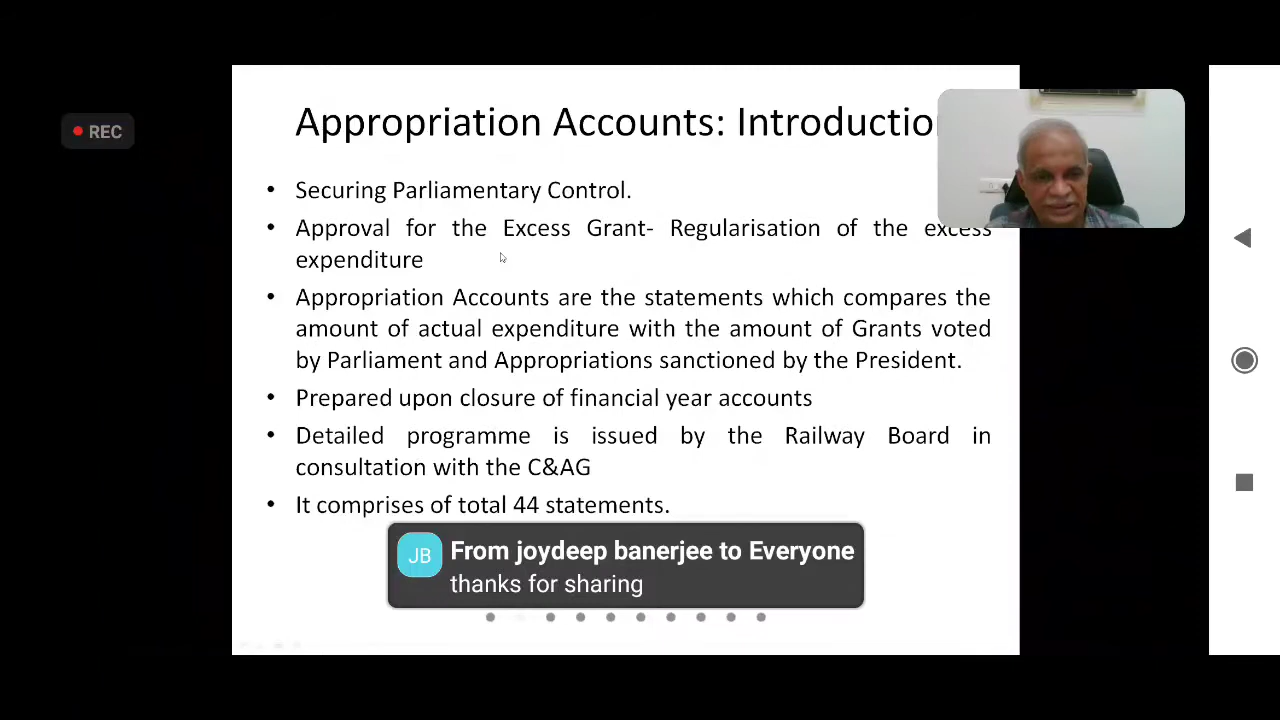 REC
Appropriation Accounts: Introductio
• Securing Parliamentary Control.
• Approval for the Excess Grant- Regularisation of the excess
expenditure
• Appropriation Accounts are the statements which compares the
amount of actual expenditure with the amount of Grants voted
by Parliament and Appropriations sanctioned by the President.
• Prepared upon closure of financial year accounts
• Detailed programme is issued by the Railway Board in
consultation with the C&AG
• It comprises of total 44 statements.
JB
From joydeep banerjee to Everyone
thanks for sharing